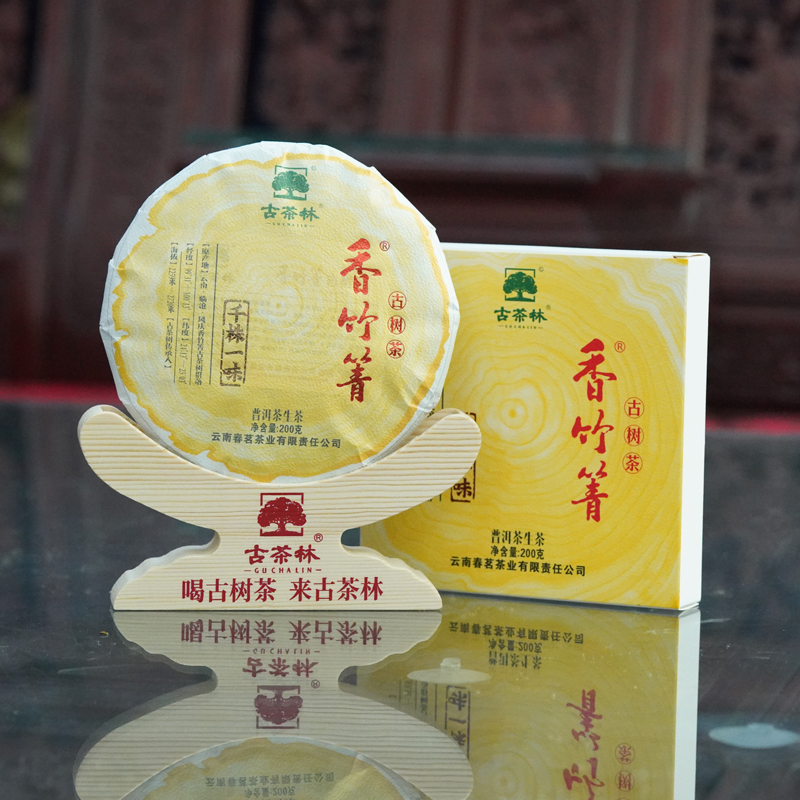 古茶林
GUCHALIN
香竹箐®
古树茶
千株一味
普洱茶生茶
净含量:200克
云南春茗茶业有限责任公司
古茶林®
GUCHALIN
喝古树茶 来古茶林
©
古茶林
GUCHALIN
香竹箐®
古树茶
味
普洱茶生茶
净含量:200克
云南春茗茶业有限责任公司